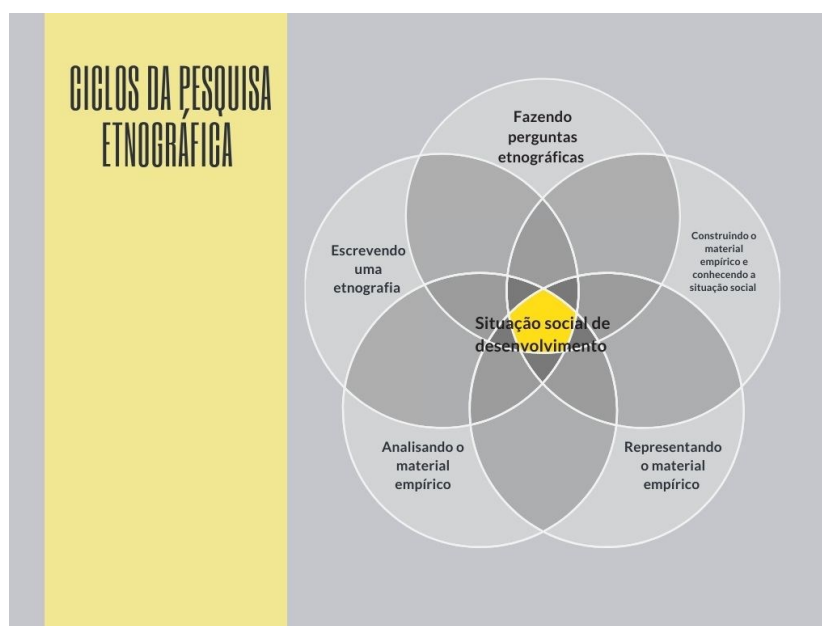 CICLOS DA PESQUISA
ETNOGRÁFICA
Fazendo
perguntas
etnográficas
Construindo o
material
empírico e
conhecendo a
situação social
Representando
o material
empírico
Analisando o
material
empírico
Escrevendo
uma
etnografia
Situação social de
desenvolvimento